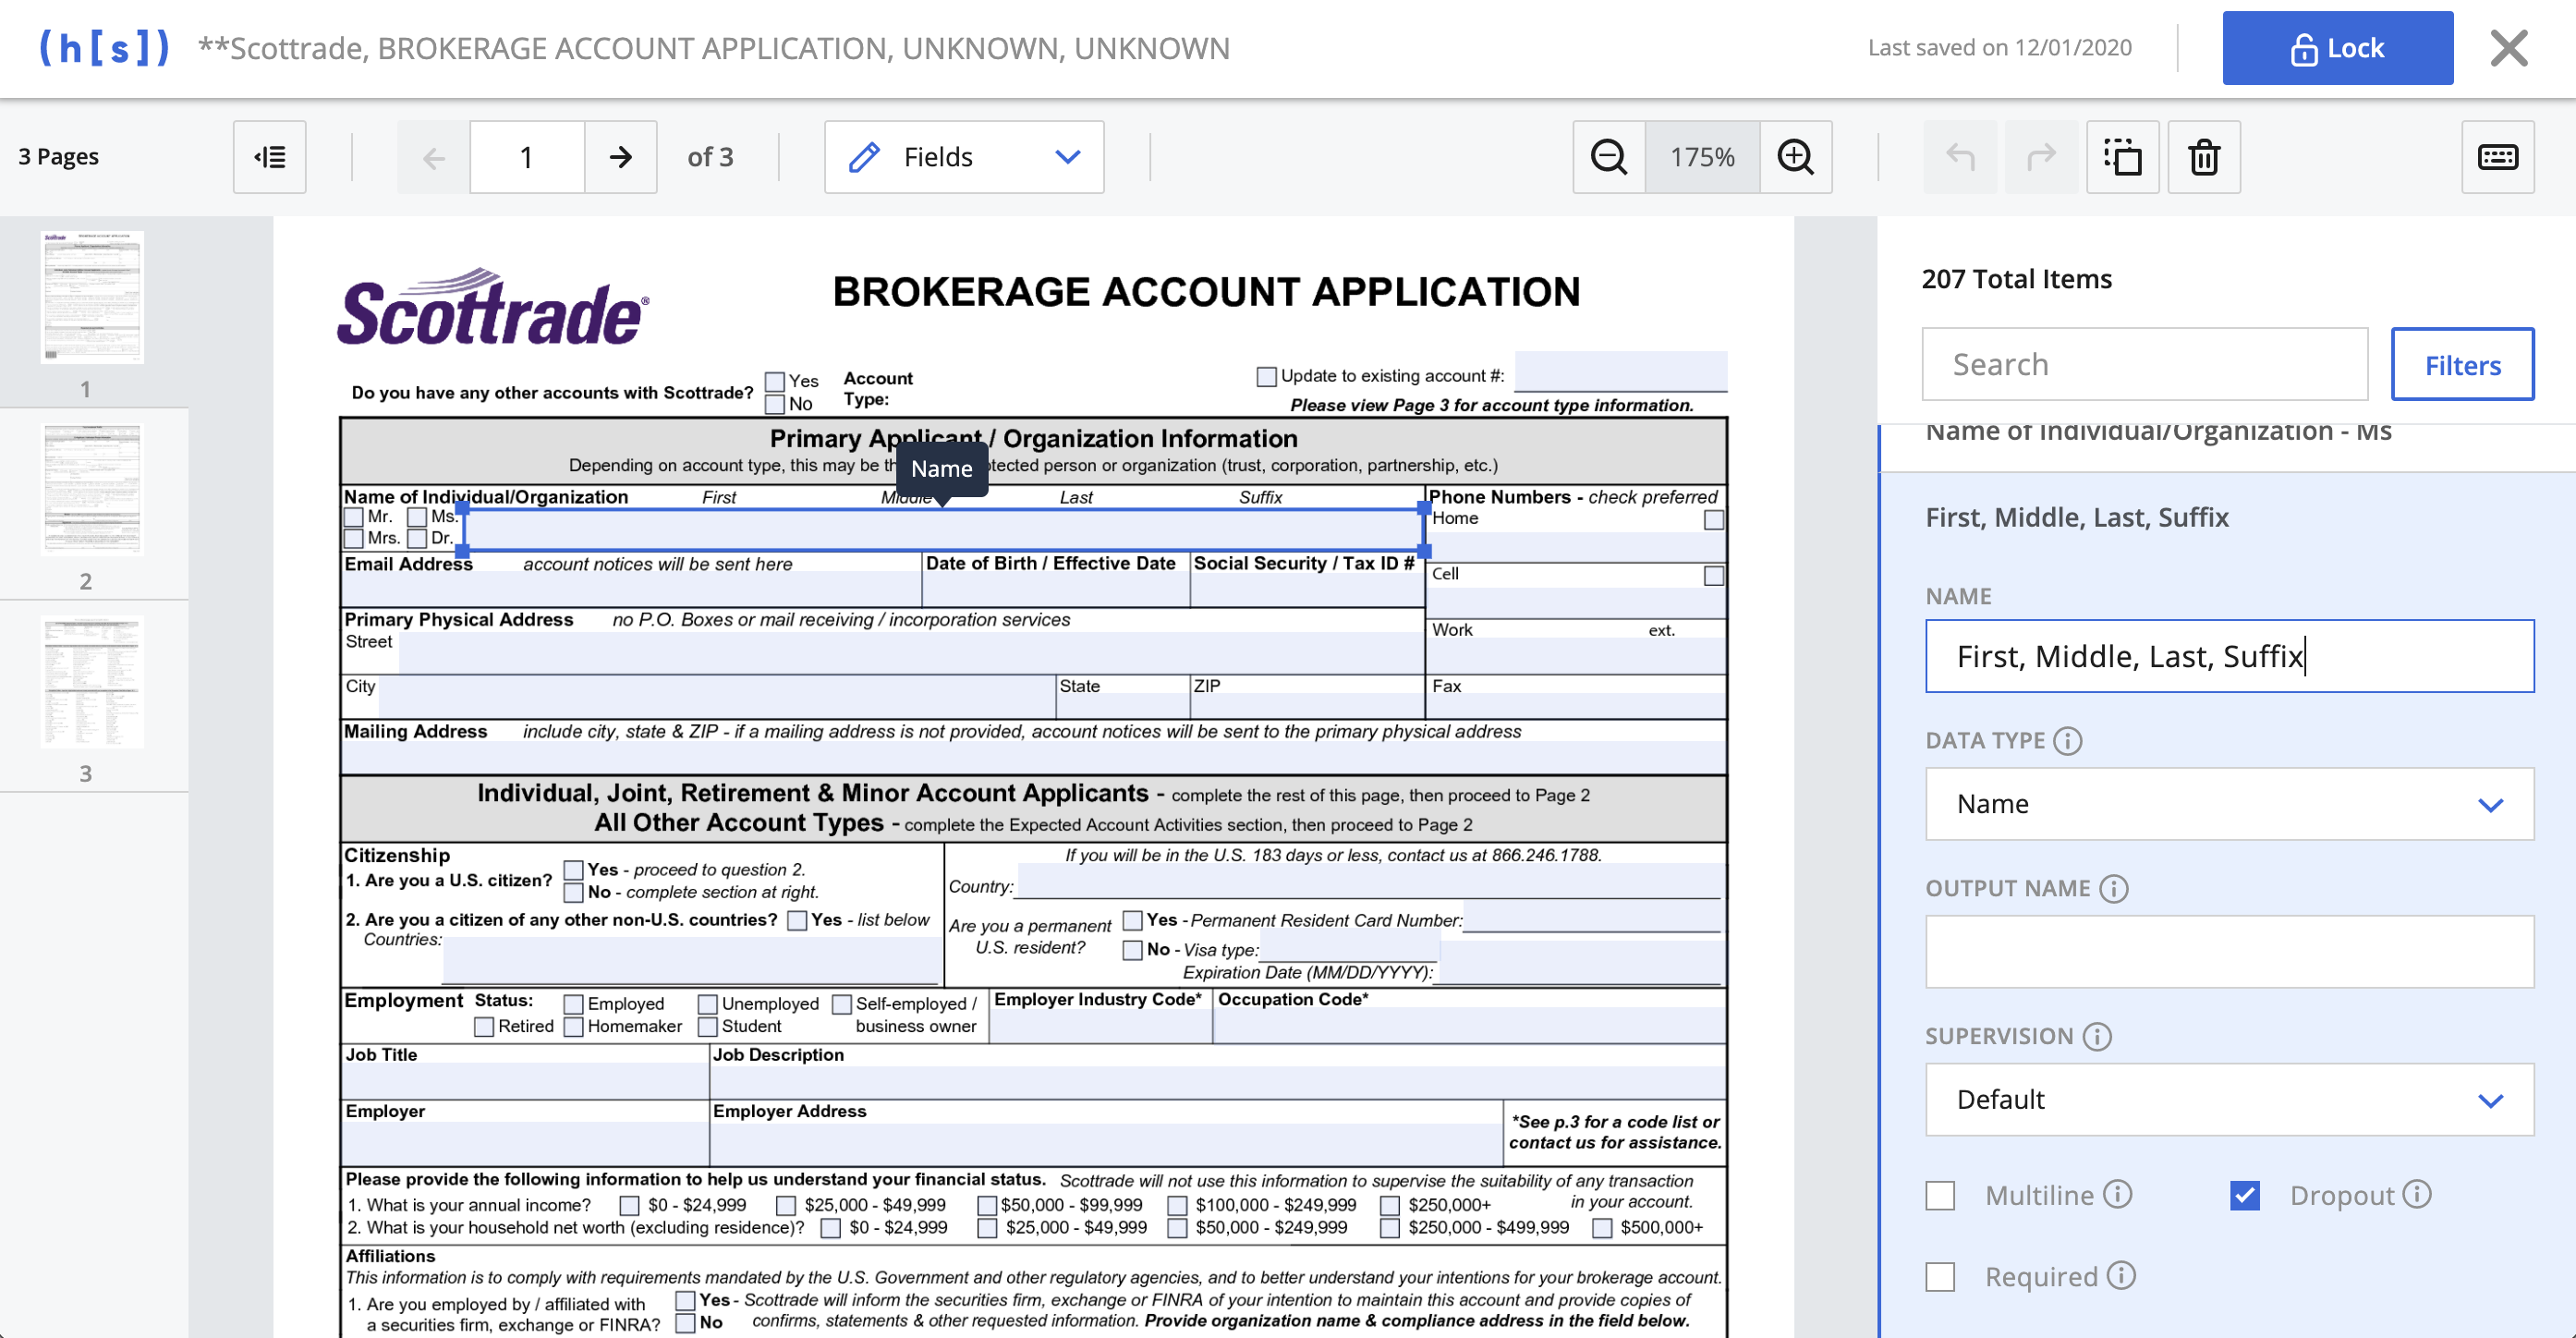 (h[s]) **Scottrade, BROKERAGE ACCOUNT APPLICATION, UNKNOWN, UNKNOWN Last saved on 12/01/2020 Lock
3 Pages 1 of 3 Fields 175%
1
2
3
Scottrade® BROKERAGE ACCOUNT APPLICATION
Do you have any other accounts with Scottrade? Yes No Account Type: Update to existing account #:
Please view Page 3 for account type information.
Primary Applicant / Organization Information
Depending on account type, this may be th tected person or organization (trust, corporation, partnership, etc.)
Name
Name of Individual/Organization First Middle Last Suffix Phone Numbers - check preferred
Mr. Ms. Home
Mrs. Dr.
Email Address account notices will be sent here Date of Birth / Effective Date Social Security / Tax ID #
Cell
Primary Physical Address no P.O. Boxes or mail receiving / incorporation services
Work ext.
Street
City State ZIP Fax
Mailing Address include city, state & ZIP - if a mailing address is not provided, account notices will be sent to the primary physical address
Individual, Joint, Retirement & Minor Account Applicants - complete the rest of this page, then proceed to Page 2
All Other Account Types - complete the Expected Account Activities section, then proceed to Page 2
Citizenship If you will be in the U.S. 183 days or less, contact us at 866.246.1788.
1. Are you a U.S. citizen? Yes - proceed to question 2.
No - complete section at right.
Country:
2. Are you a citizen of any other non-U.S. countries? Yes - list below
Countries:
Are you a permanent U.S. resident? Yes - Permanent Resident Card Number:
No - Visa type:
Expiration Date (MM/DD/YYYY):
Employment Status: Employed Unemployed Self-employed / business owner Employer Industry Code* Occupation Code*
Retired Homemaker Student
Job Title Job Description
Employer Employer Address
*See p.3 for a code list or
contact us for assistance.
Please provide the following information to help us understand your financial status. Scottrade will not use this information to supervise the suitability of any transaction
in your account.
1. What is your annual income? $0 - $24,999 $25,000 - $49,999 $50,000 - $99,999 $100,000 - $249,999 $250,000+
2. What is your household net worth (excluding residence)? $0 - $24,999 $25,000 - $49,999 $50,000 - $249,999 $250,000 - $499,999 $500,000+
Affiliations
This information is to comply with requirements mandated by the U.S. Government and other regulatory agencies, and to better understand your intentions for your brokerage account.
1. Are you employed by / affiliated with
a securities firm, exchange or FINRA?
Yes - Scottrade will inform the securities firm, exchange or FINRA of your intention to maintain this account and provide copies of
No confirms, statements & other requested information. Provide organization name & compliance address in the field below.
207 Total Items
Search Filters
Name of Individual/Organization - Ms
First, Middle, Last, Suffix
NAME
First, Middle, Last, Suffix
DATA TYPE
Name
OUTPUT NAME
SUPERVISION
Default
Multiline Dropout
Required